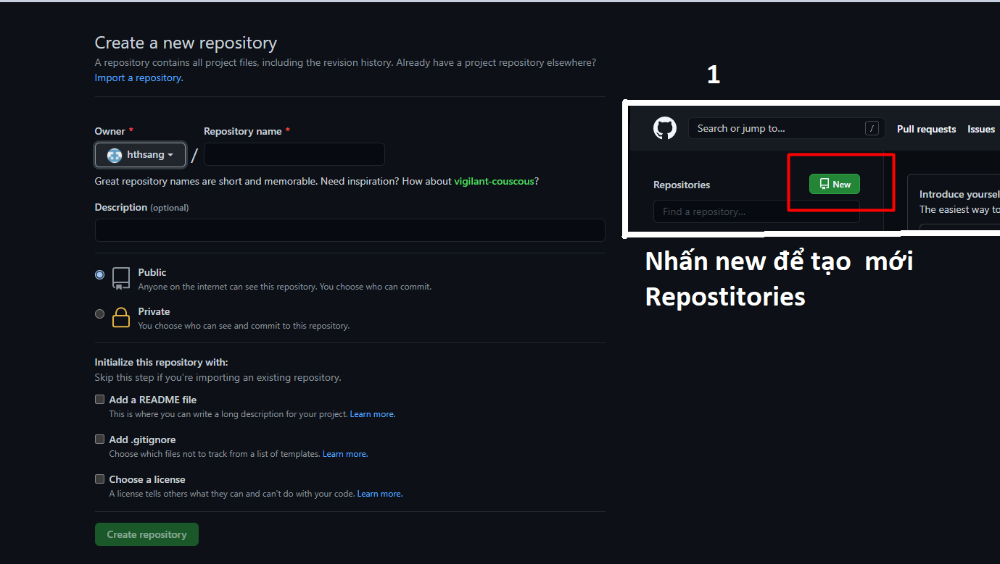 Create a new repository
A repository contains all project files, including the revision history. Already have a project repository elsewhere?
Import a repository.
Owner *
Repository name *
hthsang
/
Great repository names are short and memorable. Need inspiration? How about vigilant-couscous?
Description (optional)
Public
Anyone on the internet can see this repository. You choose who can commit.
Private
You choose who can see and commit to this repository.
Initialize this repository with:
Skip this step if you're importing an existing repository.
Add a README file
This is where you can write a long description for your project. Learn more.
Add .gitignore
Choose which files not to track from a list of templates. Learn more.
Choose a license
A license tells others what they can and can't do with your code. Learn more.
Create repository
1
Search or jump to... /
Pull requests Issues
Repositories
New
Find a repository...
Introduce yoursel
The easiest way to
Nhấn new để tạo  mới
Repostitories